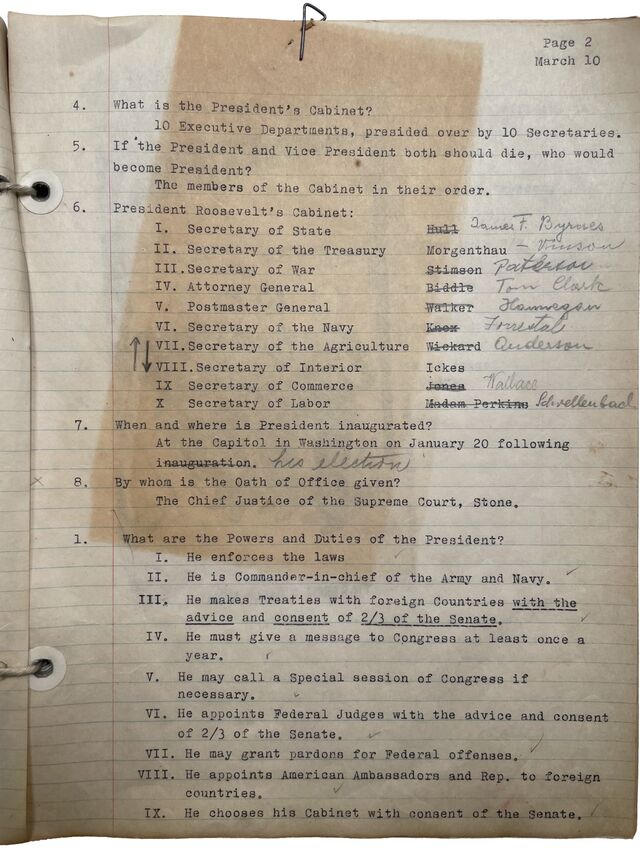 Page 2
March 10
4. What is the President's Cabinet?
10 Executive Departments, presided over by 10 Secretaries.
5. If the President and Vice President both should die, who would
become President?
The members of the Cabinet in their order.
6. President Roosevelt's Cabinet:
I. Secretary of State Hull James F. Byrnes
II. Secretary of the Treasury Morgenthau - Vinson
III. Secretary of War Stimson Patterson
IV. Attorney General Biddle Tom Clark
V. Postmaster General Walker Hannegan
VI. Secretary of the Navy Knox Forrestal
VII. Secretary of the Agriculture Wickard Anderson
VIII. Secretary of Interior Ickes
IX Secretary of Commerce Jones Wallace
X Secretary of Labor Madam Perkins Schwellenbach
7. When and where is President inaugurated?
At the Capitol in Washington on January 20 following
inauguration. his election
8. By whom is the Oath of Office given?
The Chief Justice of the Supreme Court, Stone.
1. What are the Powers and Duties of the President?
I. He enforces the laws
II. He is Commander-in-chief of the Army and Navy.
III. He makes Treaties with foreign Countries with the
advice and consent of 2/3 of the Senate.
IV. He must give a message to Congress at least once a
year.
V. He may call a Special session of Congress if
necessary.
VI. He appoints Federal Judges with the advice and consent
of 2/3 of the Senate.
VII. He may grant pardons for Federal offenses.
VIII. He appoints American Ambassadors and Rep. to foreign
countries.
IX. He chooses his Cabinet with consent of the Senate.